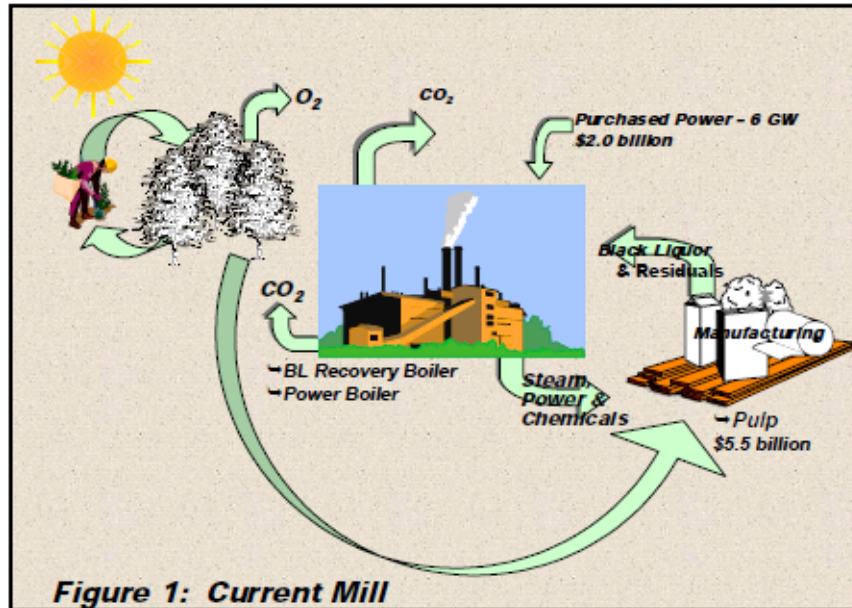 O2
CO2
Purchased Power – 6 GW
$2.0 billion
Black Liquor
& Residuals
CO2
Manufacturing
➥BL Recovery Boiler
➥Power Boiler
Steam,
Power &
Chemicals
➥Pulp
$5.5 billion
Figure 1: Current Mill